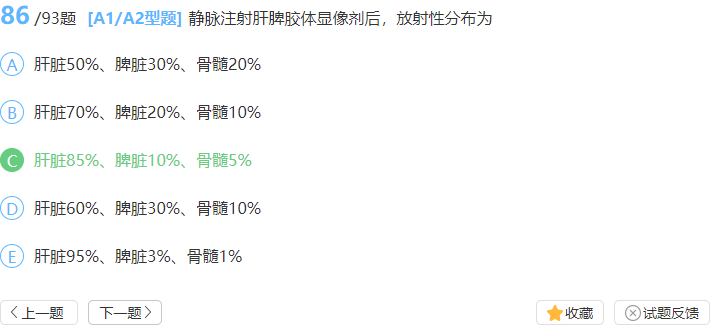 86 /93题 [A1/A2型题] 静脉注射肝脾胶体显像剂后，放射性分布为
A 肝脏50%、脾脏30%、骨髓20%
B 肝脏70%、脾脏20%、骨髓10%
C 肝脏85%、脾脏10%、骨髓5%
D 肝脏60%、脾脏30%、骨髓10%
E 肝脏95%、脾脏3%、骨髓1%
上一题 下一题 收藏 试题反馈